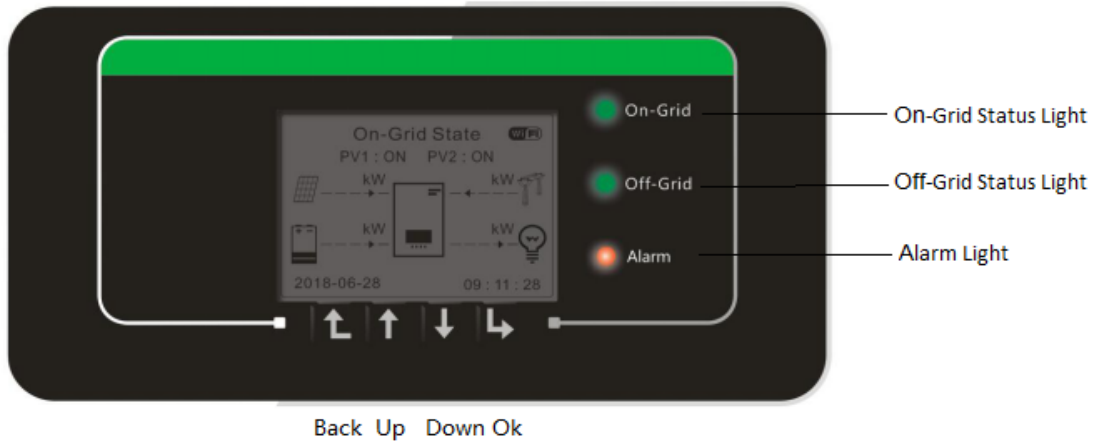 On-Grid State WIFI
PV1 : ON PV2 : ON
kW kW
kW kW
2018-06-28 09 : 11 : 28
On-Grid
Off-Grid
Alarm
On-Grid Status Light
Off-Grid Status Light
Alarm Light
Back Up Down Ok